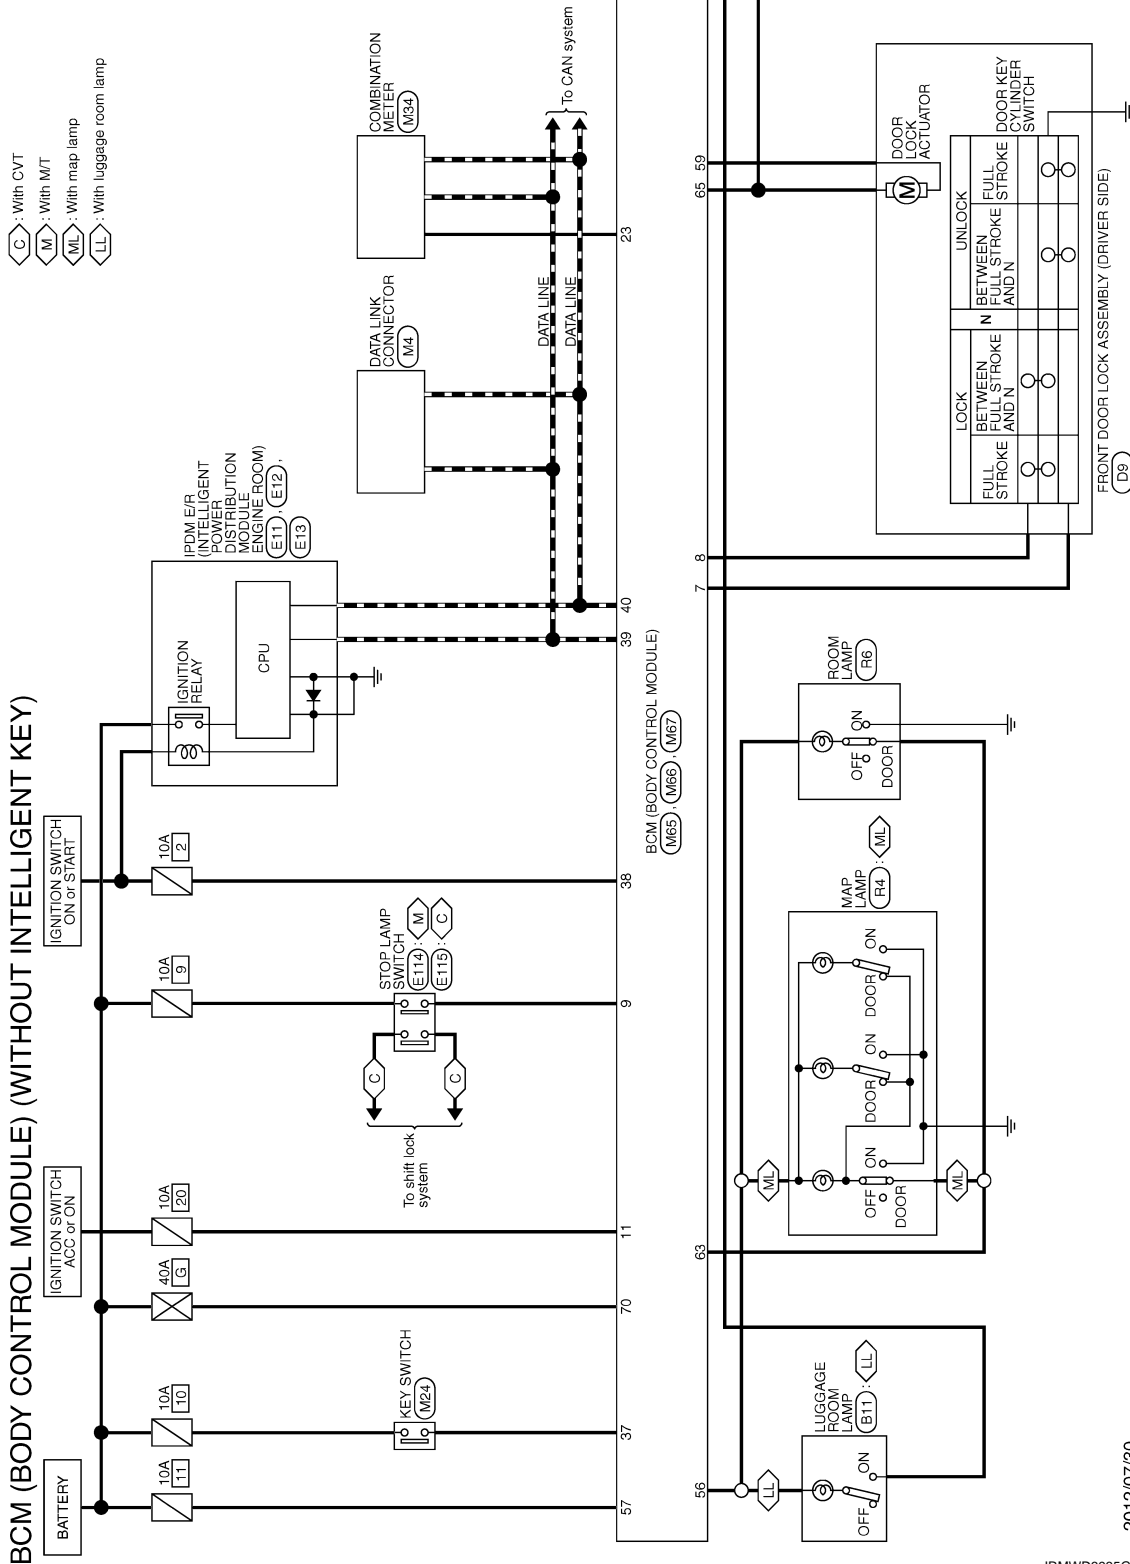 BCM (BODY CONTROL MODULE) (WITHOUT INTELLIGENT KEY)
C : With CVT
M : With M/T
ML : With map lamp
LL : With luggage room lamp
BATTERY
IGNITION SWITCH
ACC or ON
IGNITION SWITCH
ON or START
10A
11
10A
10
40A
G
10A
20
10A
9
10A
2
IGNITION
RELAY
CPU
IPDM E/R
(INTELLIGENT
POWER
DISTRIBUTION
MODULE
ENGINE ROOM)
E11 , E12 ,
E13
KEY SWITCH
M24
To shift lock
system
C
C
STOP LAMP
SWITCH
E114 : M
E115 : C
DATA LINK
CONNECTOR
M4
COMBINATION
METER
M34
DATA LINE
DATA LINE
To CAN system
57
37
70
11
9
38
39
40
23
BCM (BODY CONTROL MODULE)
M65 , M66 , M67
56
63
7
8
65
59
LL
LUGGAGE
ROOM
LAMP
B11 : LL
OFF
ON
ML
ML
MAP
LAMP
R4 : ML
OFF
ON
DOOR
DOOR
ON
DOOR
ON
ROOM
LAMP
R6
OFF
ON
DOOR
DOOR
LOCK
ACTUATOR
M
DOOR KEY
CYLINDER
SWITCH
LOCK
N
UNLOCK
FULL
STROKE
BETWEEN
FULL STROKE
AND N
BETWEEN
FULL STROKE
AND N
FULL
STROKE
FRONT DOOR LOCK ASSEMBLY (DRIVER SIDE)
D9